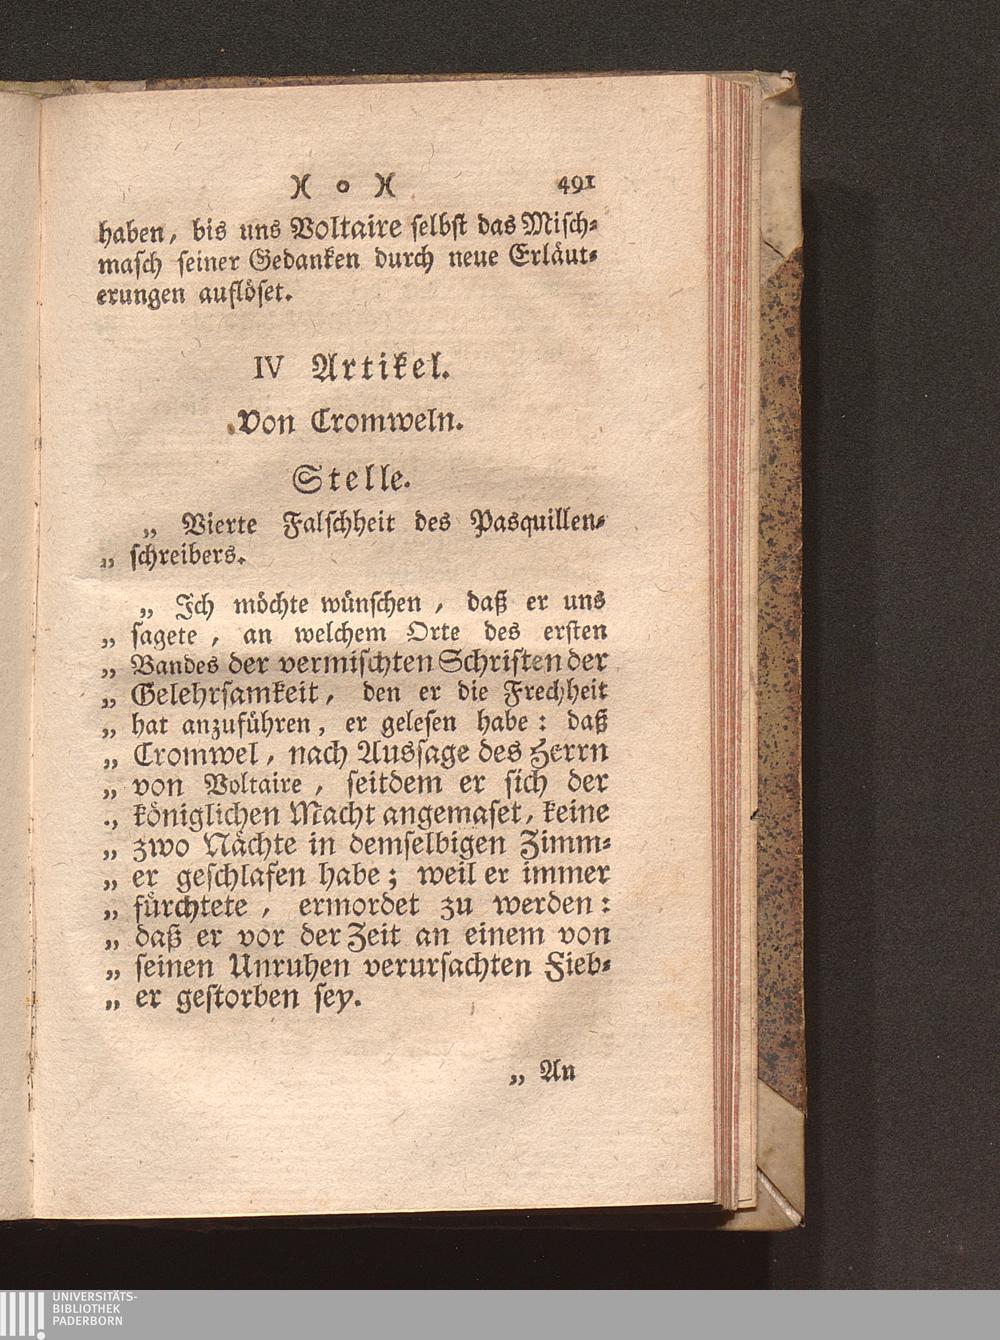 )( o )( 491
haben, bis uns Voltaire selbst das Misch-
masch seiner Gedanken durch neue Erläut-
erungen auflöset.
IV Artikel.
Von Cromweln.
Stelle.
„ Vierte Falschheit des Pasquillen-
„ schreibers.
„ Ich möchte wünschen, daß er uns
„ sagete, an welchem Orte des ersten
„ Bandes der vermischten Schriften der
„ Gelehrsamkeit, den er die Frechheit
„ hat anzuführen, er gelesen habe: daß
„ Cromwel, nach Aussage des Herrn
„ von Voltaire, seitdem er sich der
„ königlichen Macht angemaset, keine
„ zwo Nächte in demselbigen Zimm-
„ er geschlafen habe; weil er immer
„ fürchtete, ermordet zu werden:
„ daß er vor der Zeit an einem von
„ seinen Unruhen verursachten Fieb-
„ er gestorben sey.
„ An
UNIVERSITÄTS-
BIBLIOTHEK
PADERBORN